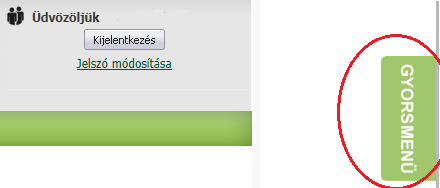 Üdvözöljük
Kijelentkezés
Jelszó módosítása
GYORSMENÜ